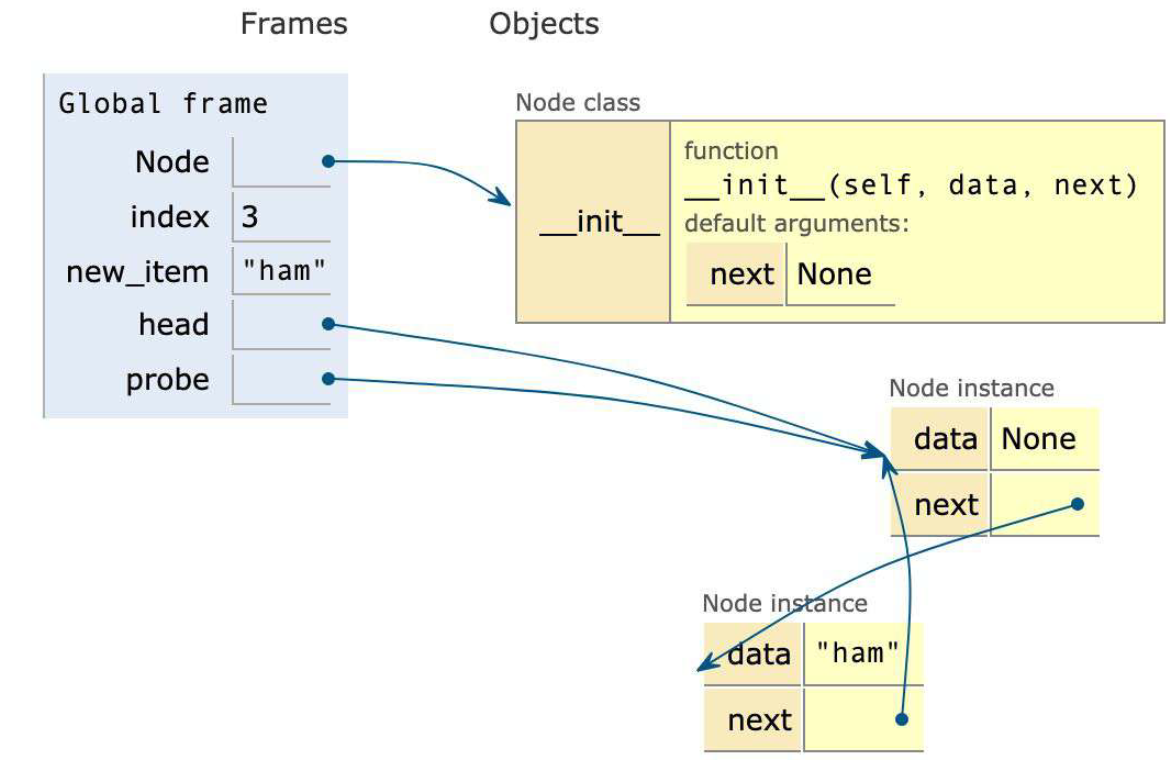 Frames Objects
Global frame
Node
index 3
new_item "ham"
head
probe
Node class
__init__
function
__init__(self, data, next)
default arguments:
next None
Node instance
data None
next
Node instance
data "ham"
next